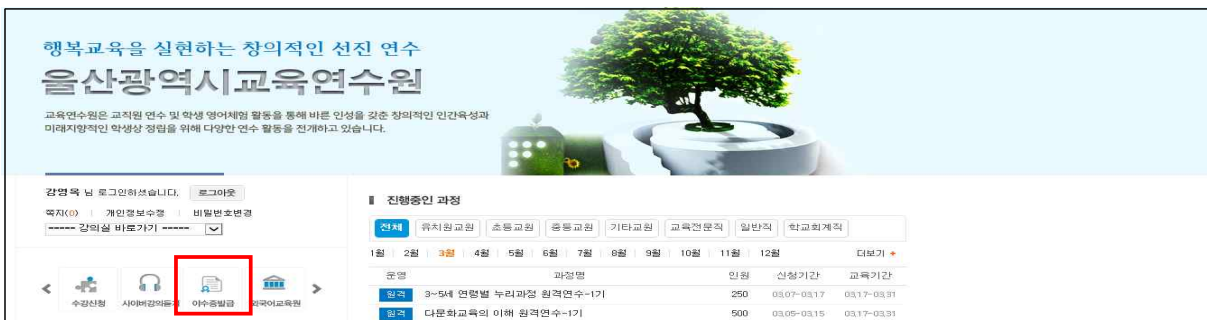 행복교육을 실현하는 창의적인 선진 연수
울산광역시교육연수원
교육연수원은 교직원 연수 및 학생 영어체험 활동을 통해 바른 인성을 갖춘 창의적인 인간육성과
미래지향적인 학생상 정립을 위해 다양한 연수 활동을 전개하고 있습니다.
강영옥 님 로그인하셨습니다. 로그아웃
쪽지(0) 개인정보수정 비밀번호변경
----- 강의실 바로가기 -----
수강신청 사이버강의듣기 이수증발급 외국어교육원
진행중인 과정
전체 유치원교원 초등교원 중등교원 기타교원 교육전문직 일반직 학교회계직
1월 2월 3월 4월 5월 6월 7월 8월 9월 10월 11월 12월 더보기 +
운영 과정명 인원 신청기간 교육기간
원격 3~5세 연령별 누리과정 원격연수-1기 250 03.07~03.17 03.17~03.31
원격 다문화교육의 이해 원격연수-1기 500 03.05~03.15 03.17~03.31